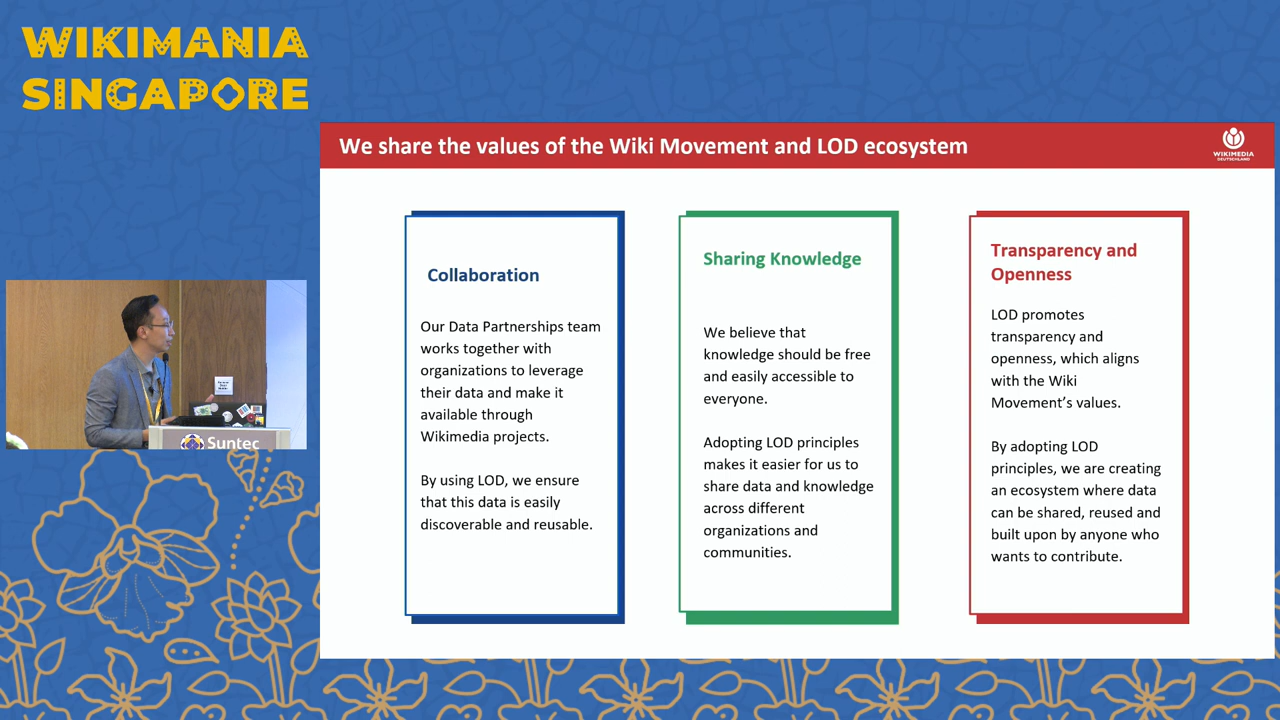 WIKIMANIA
SINGAPORE
We share the values of the Wiki Movement and LOD ecosystem
WIKIMEDIA
DEUTSCHLAND
Collaboration
Our Data Partnerships team
works together with
organizations to leverage
their data and make it
available through
Wikimedia projects.
By using LOD, we ensure
that this data is easily
discoverable and reusable.
Sharing Knowledge
We believe that
knowledge should be free
and easily accessible to
everyone.
Adopting LOD principles
makes it easier for us to
share data and knowledge
across different
organizations and
communities.
Transparency and
Openness
LOD promotes
transparency and
openness, which aligns
with the Wiki
Movement's values.
By adopting LOD
principles, we are creating
an ecosystem where data
can be shared, reused and
built upon by anyone who
wants to contribute.
Suntec